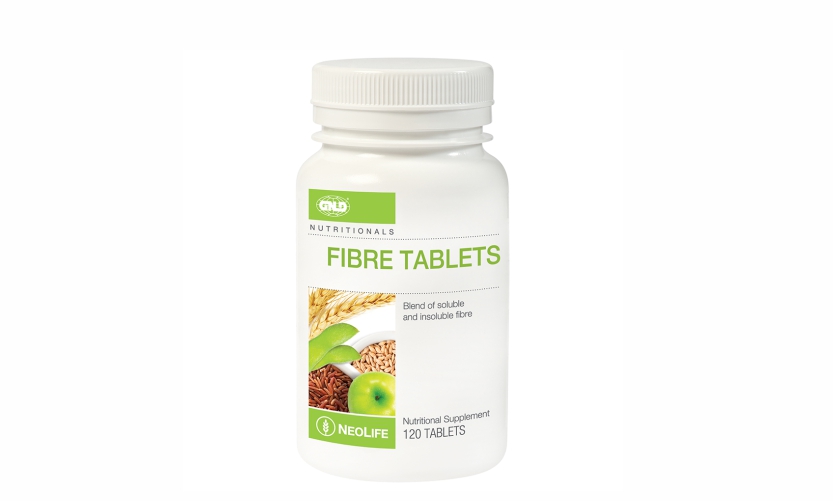 GNLD
NUTRITIONALS
FIBRE TABLETS
Blend of soluble
and insoluble fibre
NEOLIFE
Nutritional Supplement
120 TABLETS